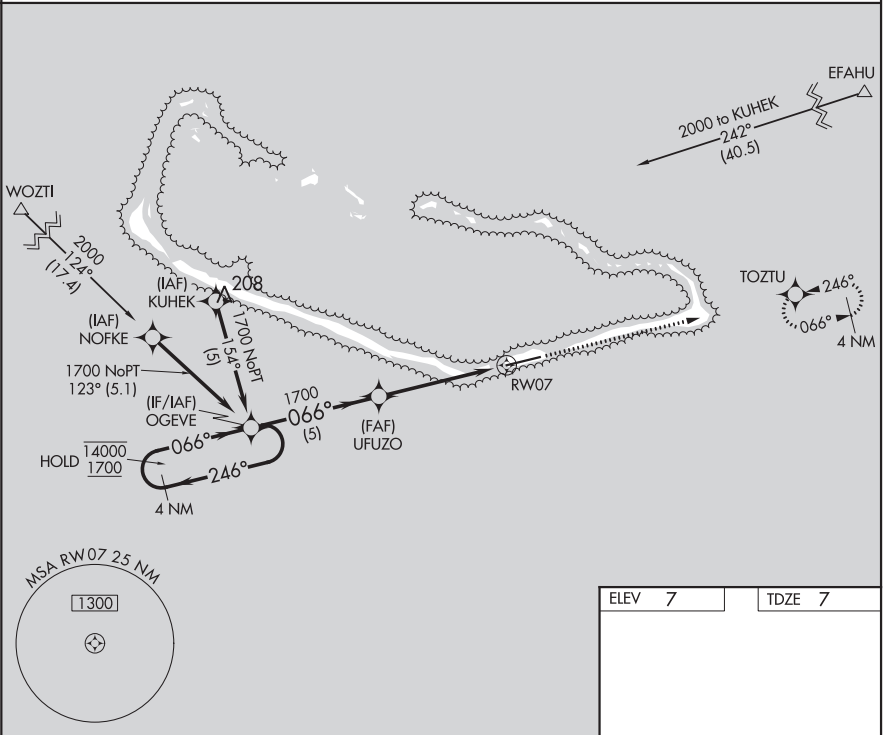 EFAHU
2000 to KUHEK
242°
(40.5)
WOZTI
2000
124°
(17.4)
(IAF)
KUHEK
208
TOZTU
246°
066°
4 NM
(IAF)
NOFKE
1700 NoPT
154°
(5)
1700 NoPT
123° (5.1)
RW07
(IF/IAF)
OGEVE
1700
066°
(5)
(FAF)
UFUZO
HOLD
14000
1700
066°
246°
4 NM
MSA RW07 25 NM
1300
ELEV 7
TDZE 7